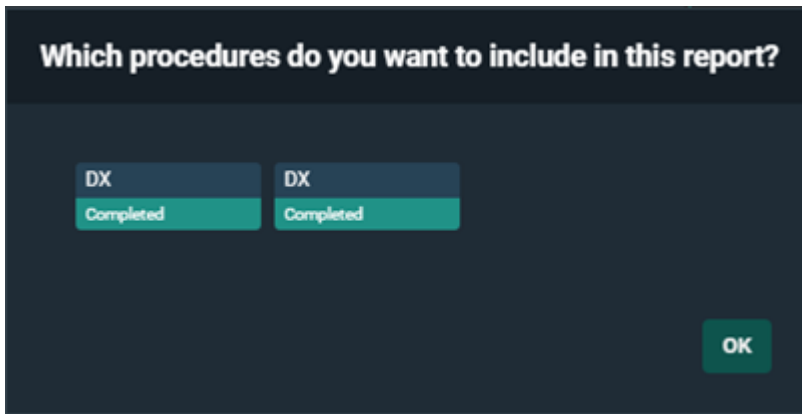 Which procedures do you want to include in this report?
DX
DX
Completed
Completed
OK